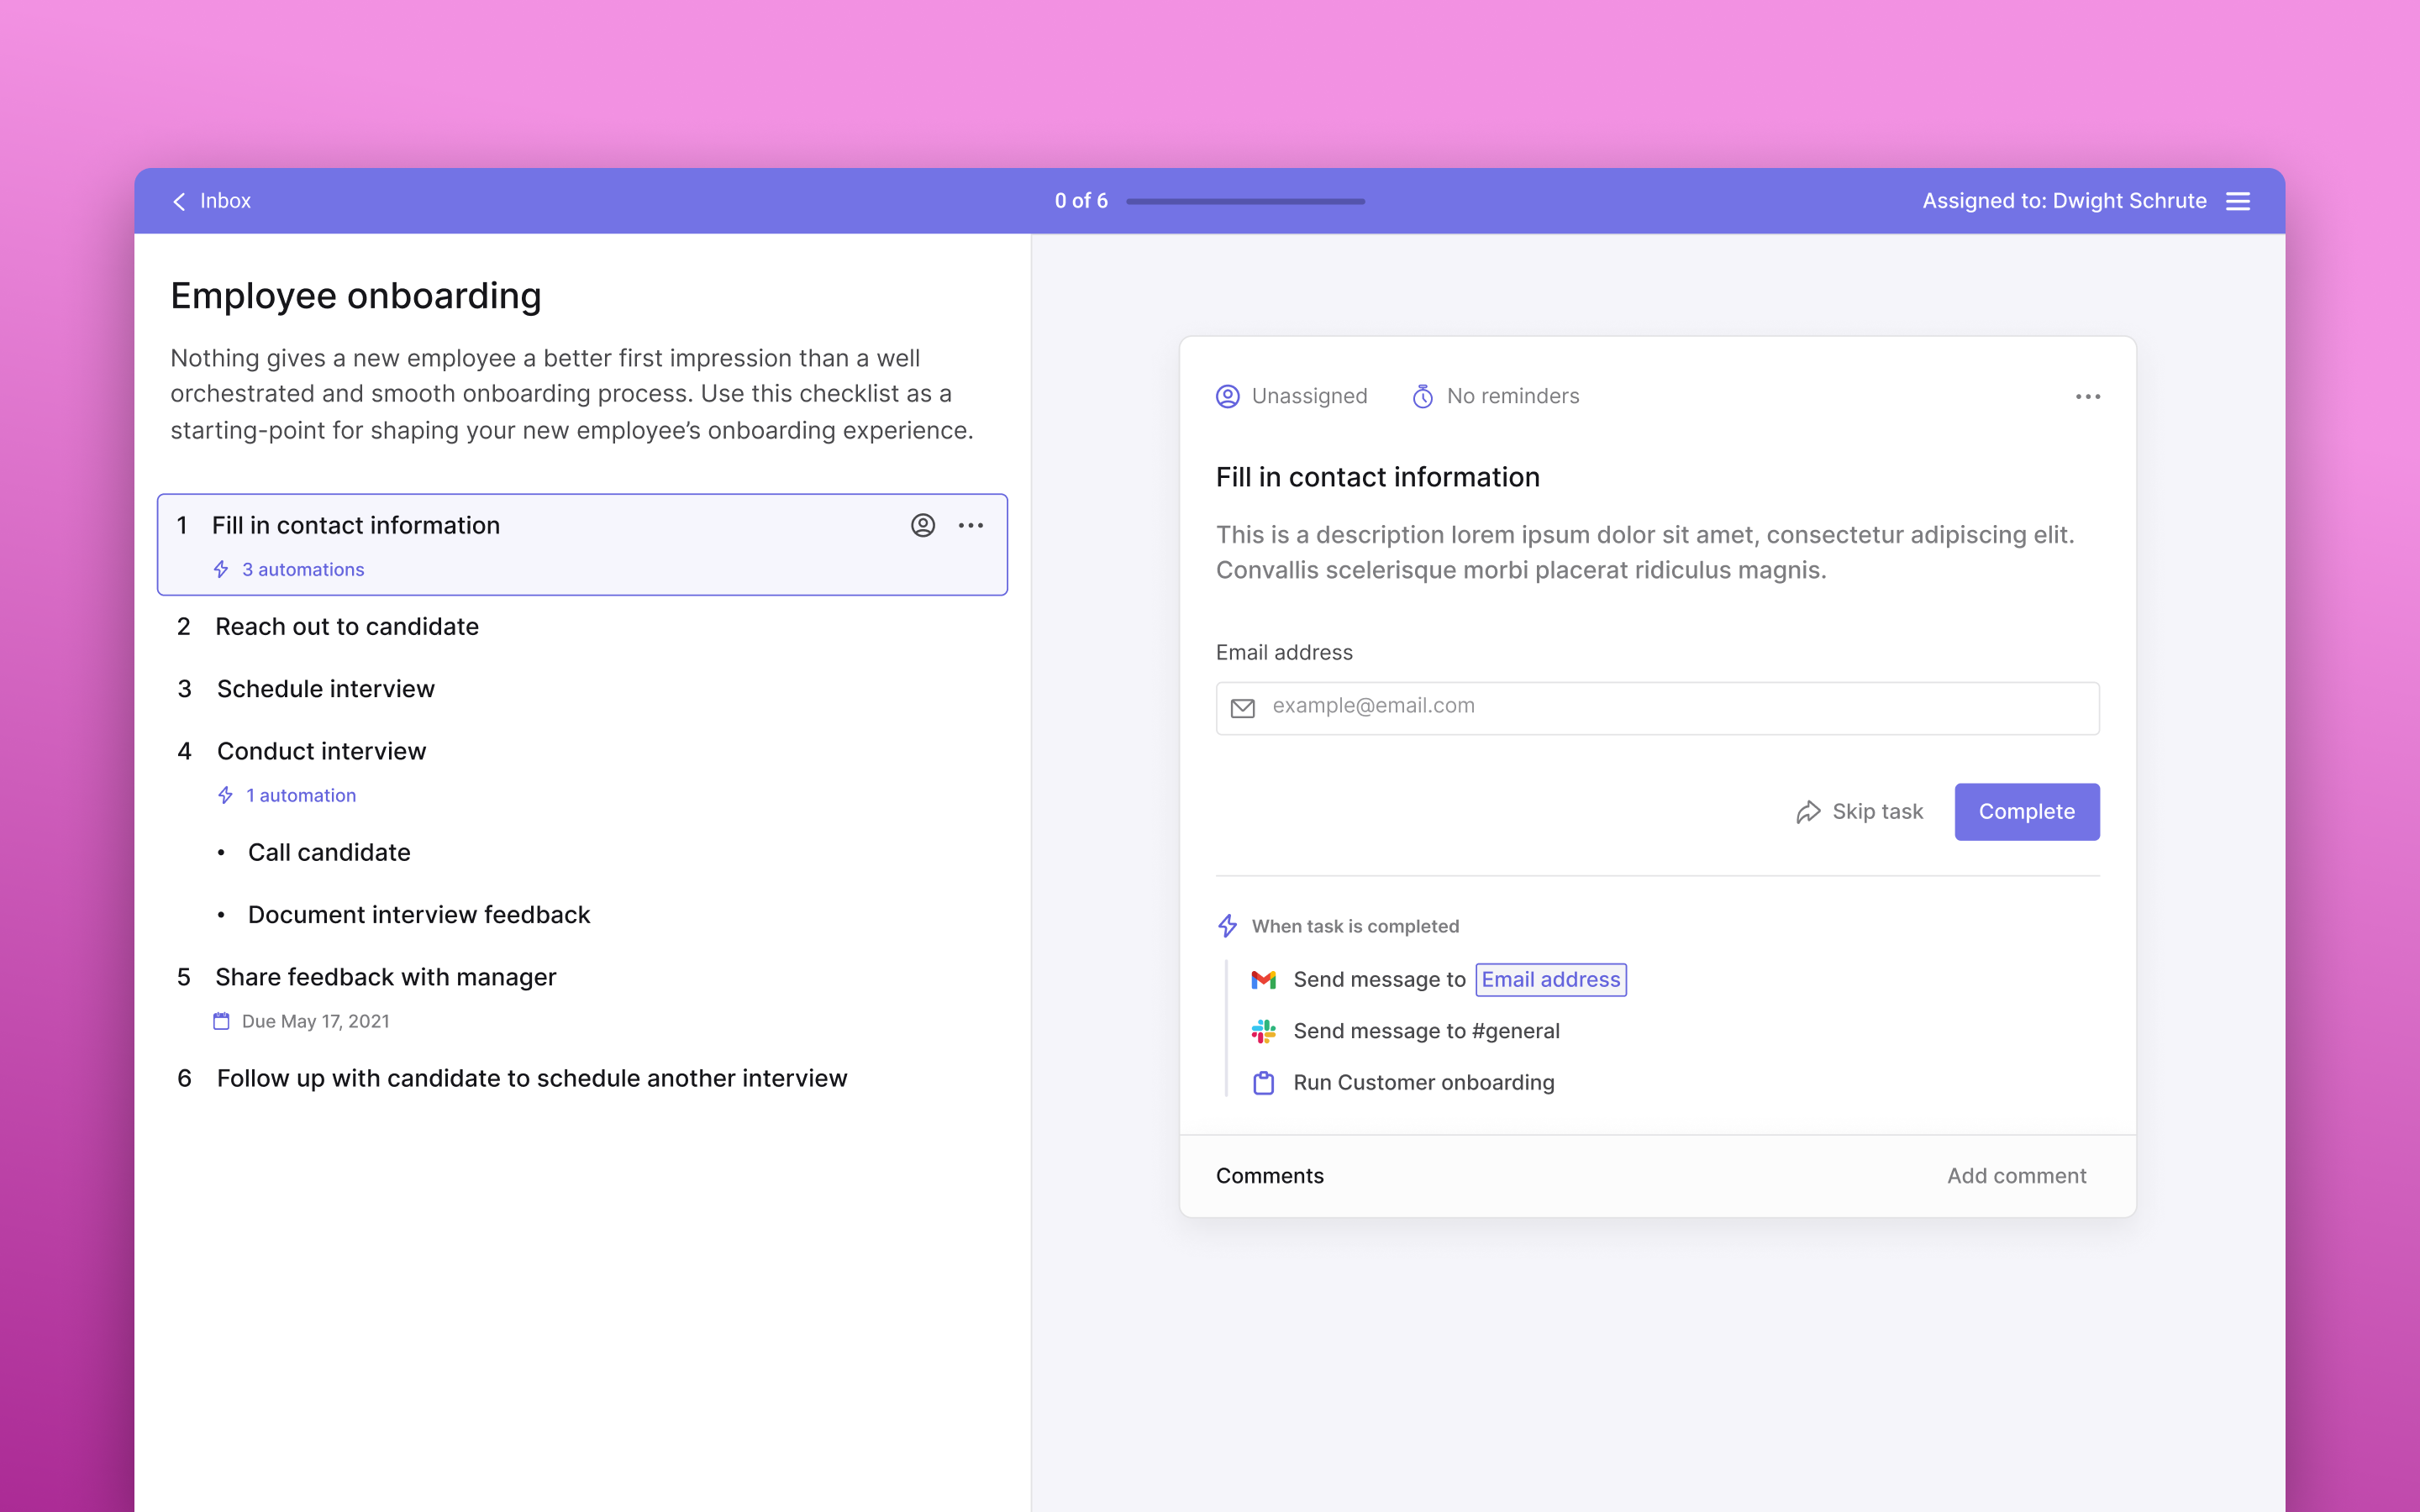 Inbox
0 of 6
Assigned to: Dwight Schrute
Employee onboarding
Nothing gives a new employee a better first impression than a well
orchestrated and smooth onboarding process. Use this checklist as a
starting-point for shaping your new employee’s onboarding experience.
1 Fill in contact information
3 automations
2 Reach out to candidate
3 Schedule interview
4 Conduct interview
1 automation
• Call candidate
• Document interview feedback
5 Share feedback with manager
Due May 17, 2021
6 Follow up with candidate to schedule another interview
Unassigned
No reminders
Fill in contact information
This is a description lorem ipsum dolor sit amet, consectetur adipiscing elit.
Convallis scelerisque morbi placerat ridiculus magnis.
Email address
example@email.com
Skip task
Complete
When task is completed
Send message to Email address
Send message to #general
Run Customer onboarding
Comments
Add comment